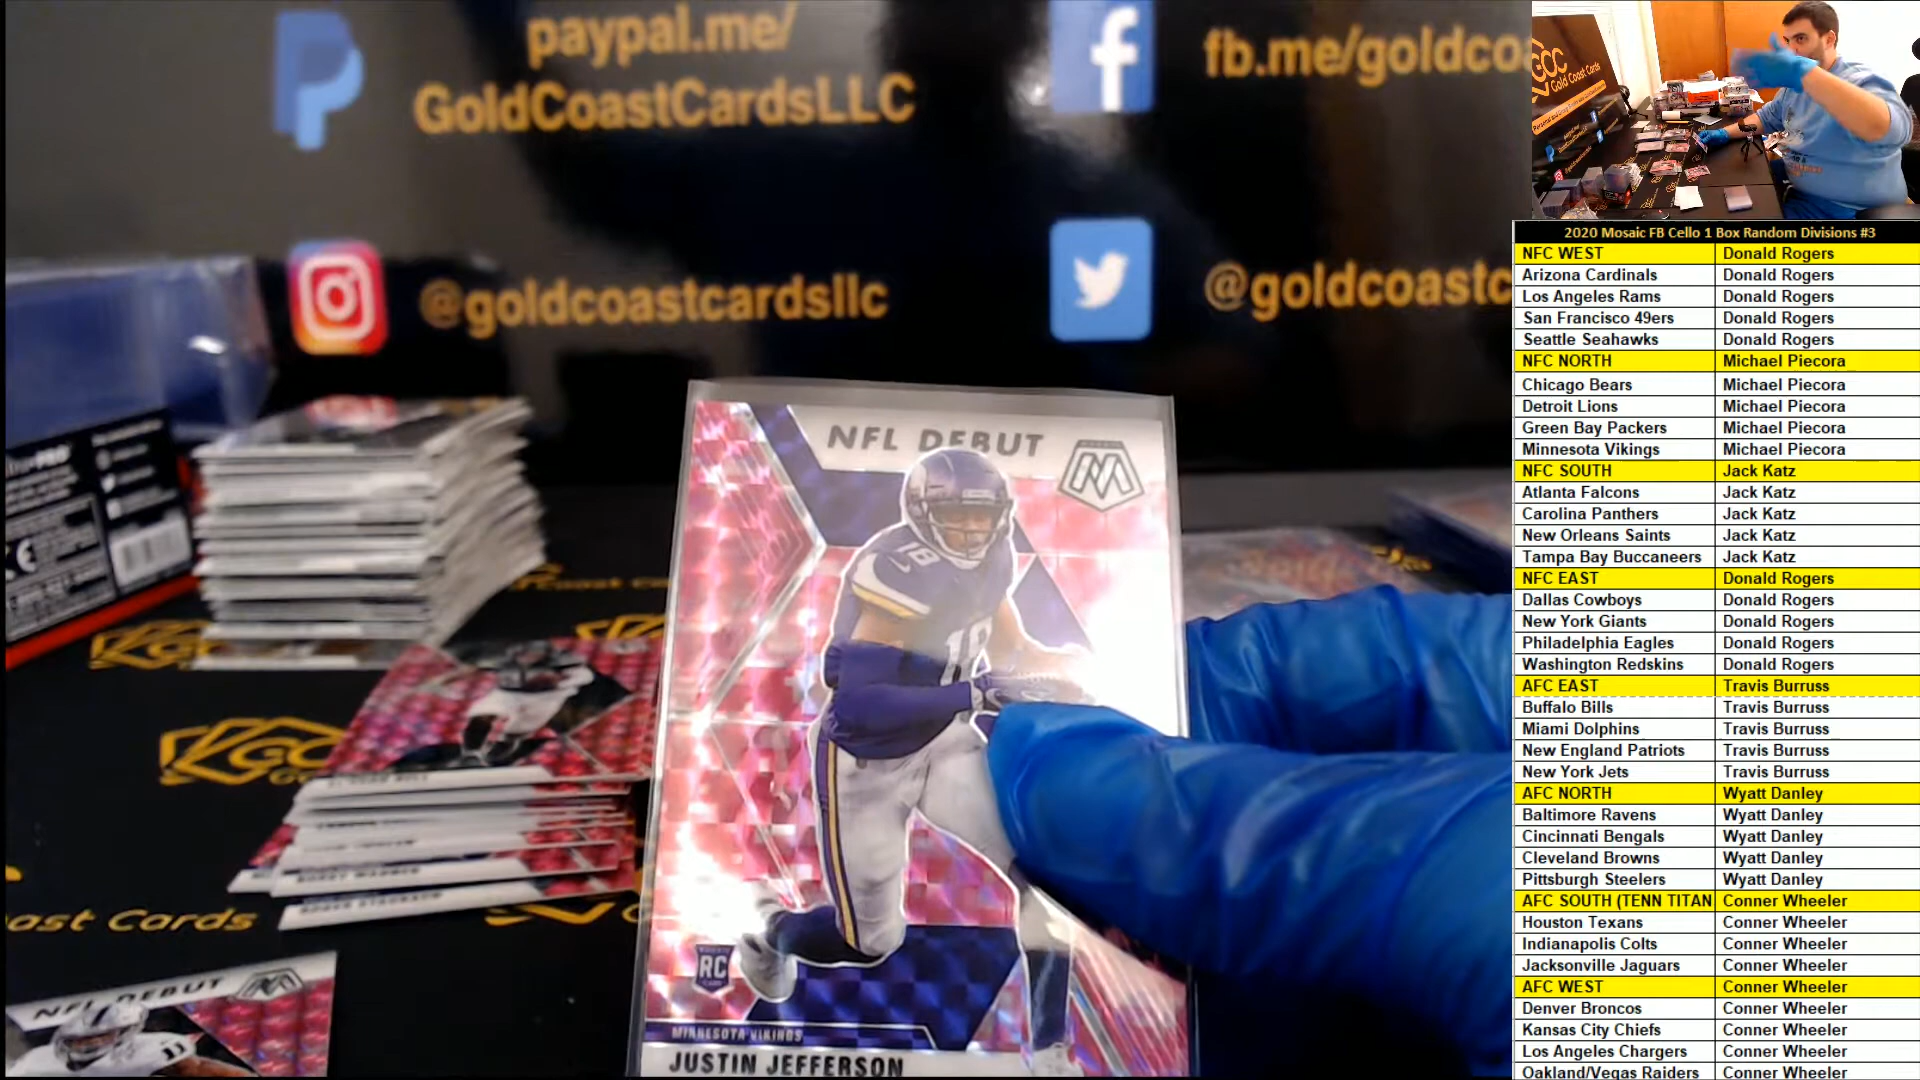 paypal.me/
GoldCoastCardsLLC
fb.me/goldcoa
@goldcoastcardsllc
@goldcoastc
NFL DEBUT
18
18
RC
MINNESOTA VIKINGS
JUSTIN JEFFERSON
NFL DEBUT
11
ast Cards
GCC
Gold Coast Cards
2020 Mosaic FB Cello 1 Box Random Divisions #3
NFC WEST Donald Rogers
Arizona Cardinals Donald Rogers
Los Angeles Rams Donald Rogers
San Francisco 49ers Donald Rogers
Seattle Seahawks Donald Rogers
NFC NORTH Michael Piecora
Chicago Bears Michael Piecora
Detroit Lions Michael Piecora
Green Bay Packers Michael Piecora
Minnesota Vikings Michael Piecora
NFC SOUTH Jack Katz
Atlanta Falcons Jack Katz
Carolina Panthers Jack Katz
New Orleans Saints Jack Katz
Tampa Bay Buccaneers Jack Katz
NFC EAST Donald Rogers
Dallas Cowboys Donald Rogers
New York Giants Donald Rogers
Philadelphia Eagles Donald Rogers
Washington Redskins Donald Rogers
AFC EAST Travis Burruss
Buffalo Bills Travis Burruss
Miami Dolphins Travis Burruss
New England Patriots Travis Burruss
New York Jets Travis Burruss
AFC NORTH Wyatt Danley
Baltimore Ravens Wyatt Danley
Cincinnati Bengals Wyatt Danley
Cleveland Browns Wyatt Danley
Pittsburgh Steelers Wyatt Danley
AFC SOUTH (TENN TITAN Conner Wheeler
Houston Texans Conner Wheeler
Indianapolis Colts Conner Wheeler
Jacksonville Jaguars Conner Wheeler
AFC WEST Conner Wheeler
Denver Broncos Conner Wheeler
Kansas City Chiefs Conner Wheeler
Los Angeles Chargers Conner Wheeler
Oakland/Vegas Raiders Conner Wheeler